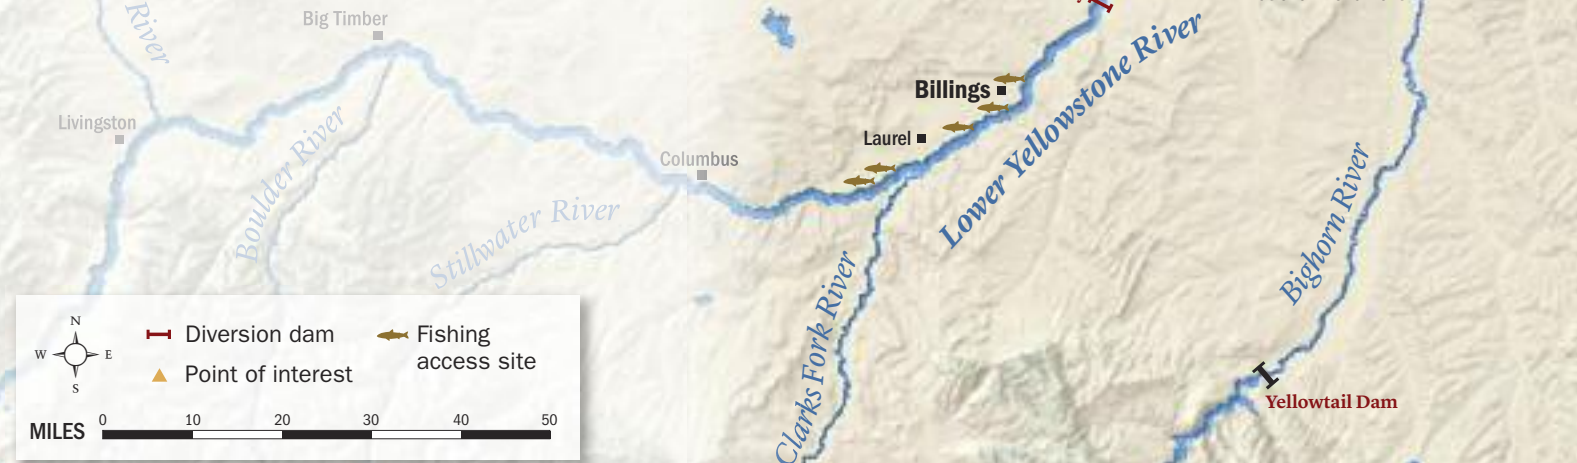 River
Big Timber
Livingston
Boulder River
Stillwater River
Columbus
Billings
Laurel
Lower Yellowstone River
Clarks Fork River
Bighorn River
Yellowtail Dam
N
W E
S
Diversion dam
Point of interest
Fishing
access site
MILES
0 10 20 30 40 50